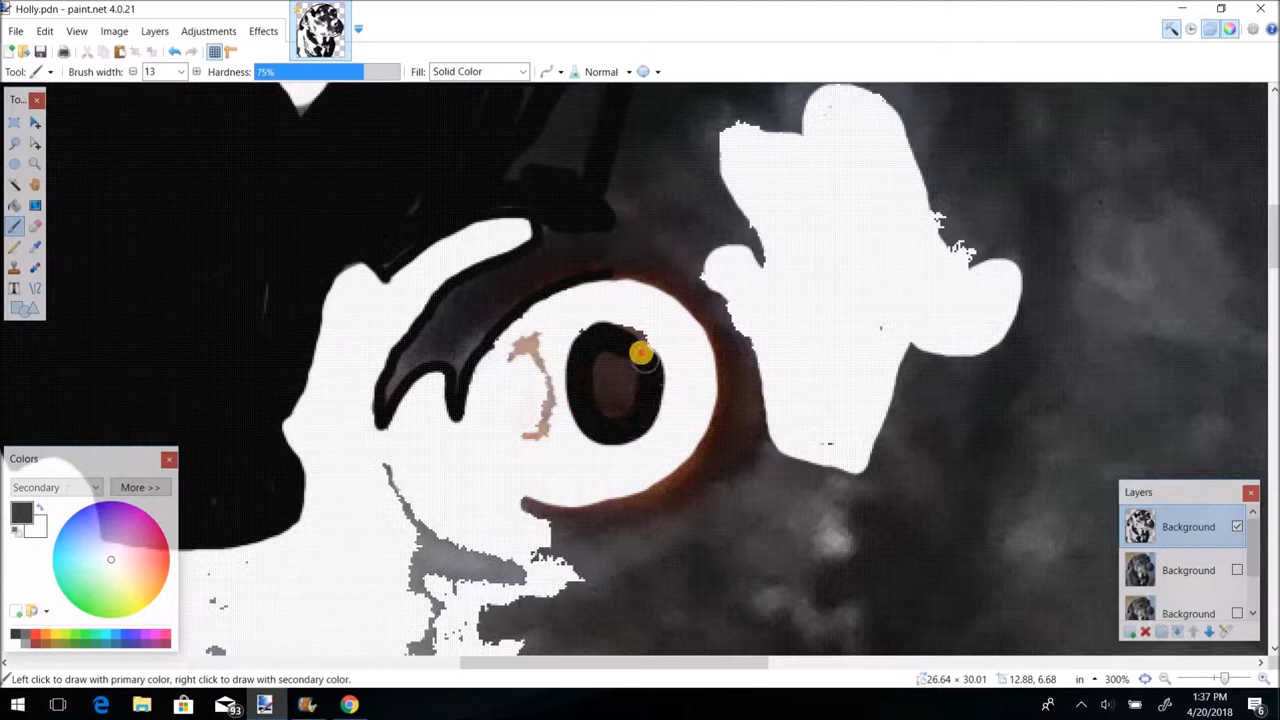 Holly.pdn - paint.net 4.0.21
File Edit View Image Layers Adjustments Effects
Tool: Brush width: 13 Hardness: 75% Fill: Solid Color Normal
To...
Colors
Secondary More >>
Layers
Background
Background
Background
Left click to draw with primary color, right click to draw with secondary color. 26.64 × 30.01 12.88, 6.68 in 300%
93
1:37 PM
4/20/2018
6